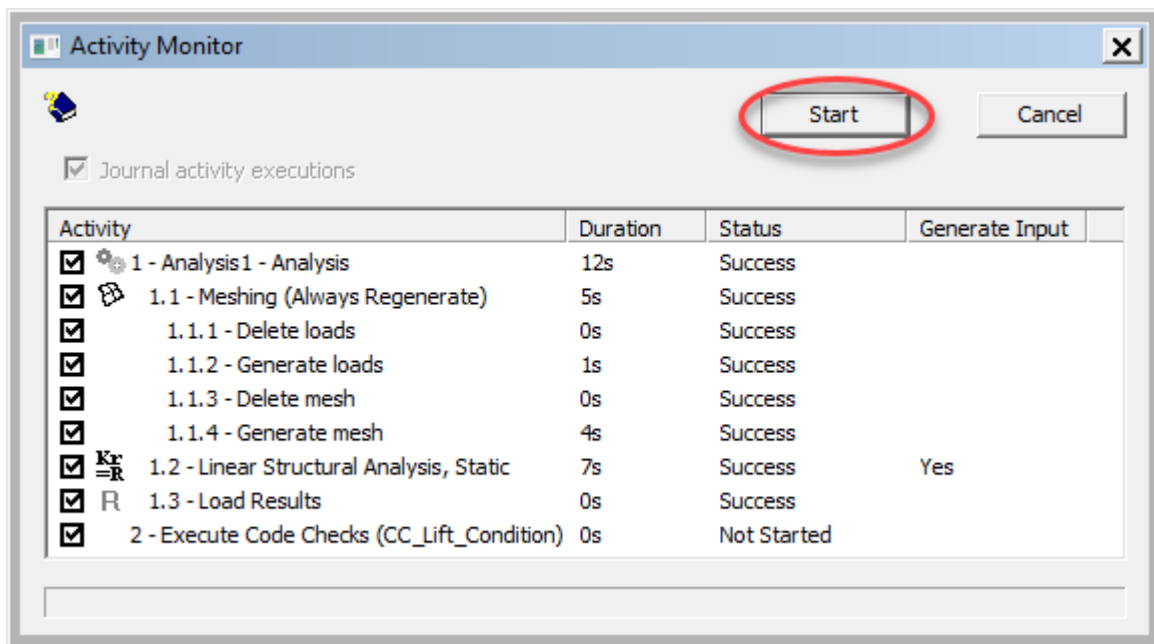 Activity Monitor
Start Cancel
Journal activity executions
Activity Duration Status Generate Input
1 - Analysis1 - Analysis 12s Success
1.1 - Meshing (Always Regenerate) 5s Success
1.1.1 - Delete loads 0s Success
1.1.2 - Generate loads 1s Success
1.1.3 - Delete mesh 0s Success
1.1.4 - Generate mesh 4s Success
Kr=R 1.2 - Linear Structural Analysis, Static 7s Success Yes
R 1.3 - Load Results 0s Success
2 - Execute Code Checks (CC_Lift_Condition) 0s Not Started